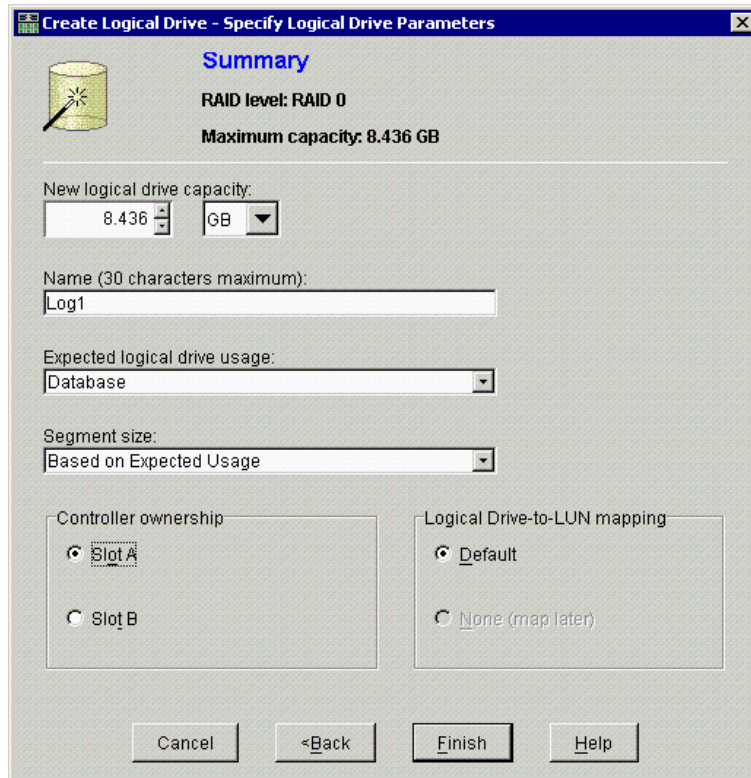 Create Logical Drive - Specify Logical Drive Parameters
Summary
RAID level: RAID 0
Maximum capacity: 8.436 GB
New logical drive capacity:
8.436 GB
Name (30 characters maximum):
Log1
Expected logical drive usage:
Database
Segment size:
Based on Expected Usage
Controller ownership
Slot A
Slot B
Logical Drive-to-LUN mapping
Default
None (map later)
Cancel <Back Finish Help